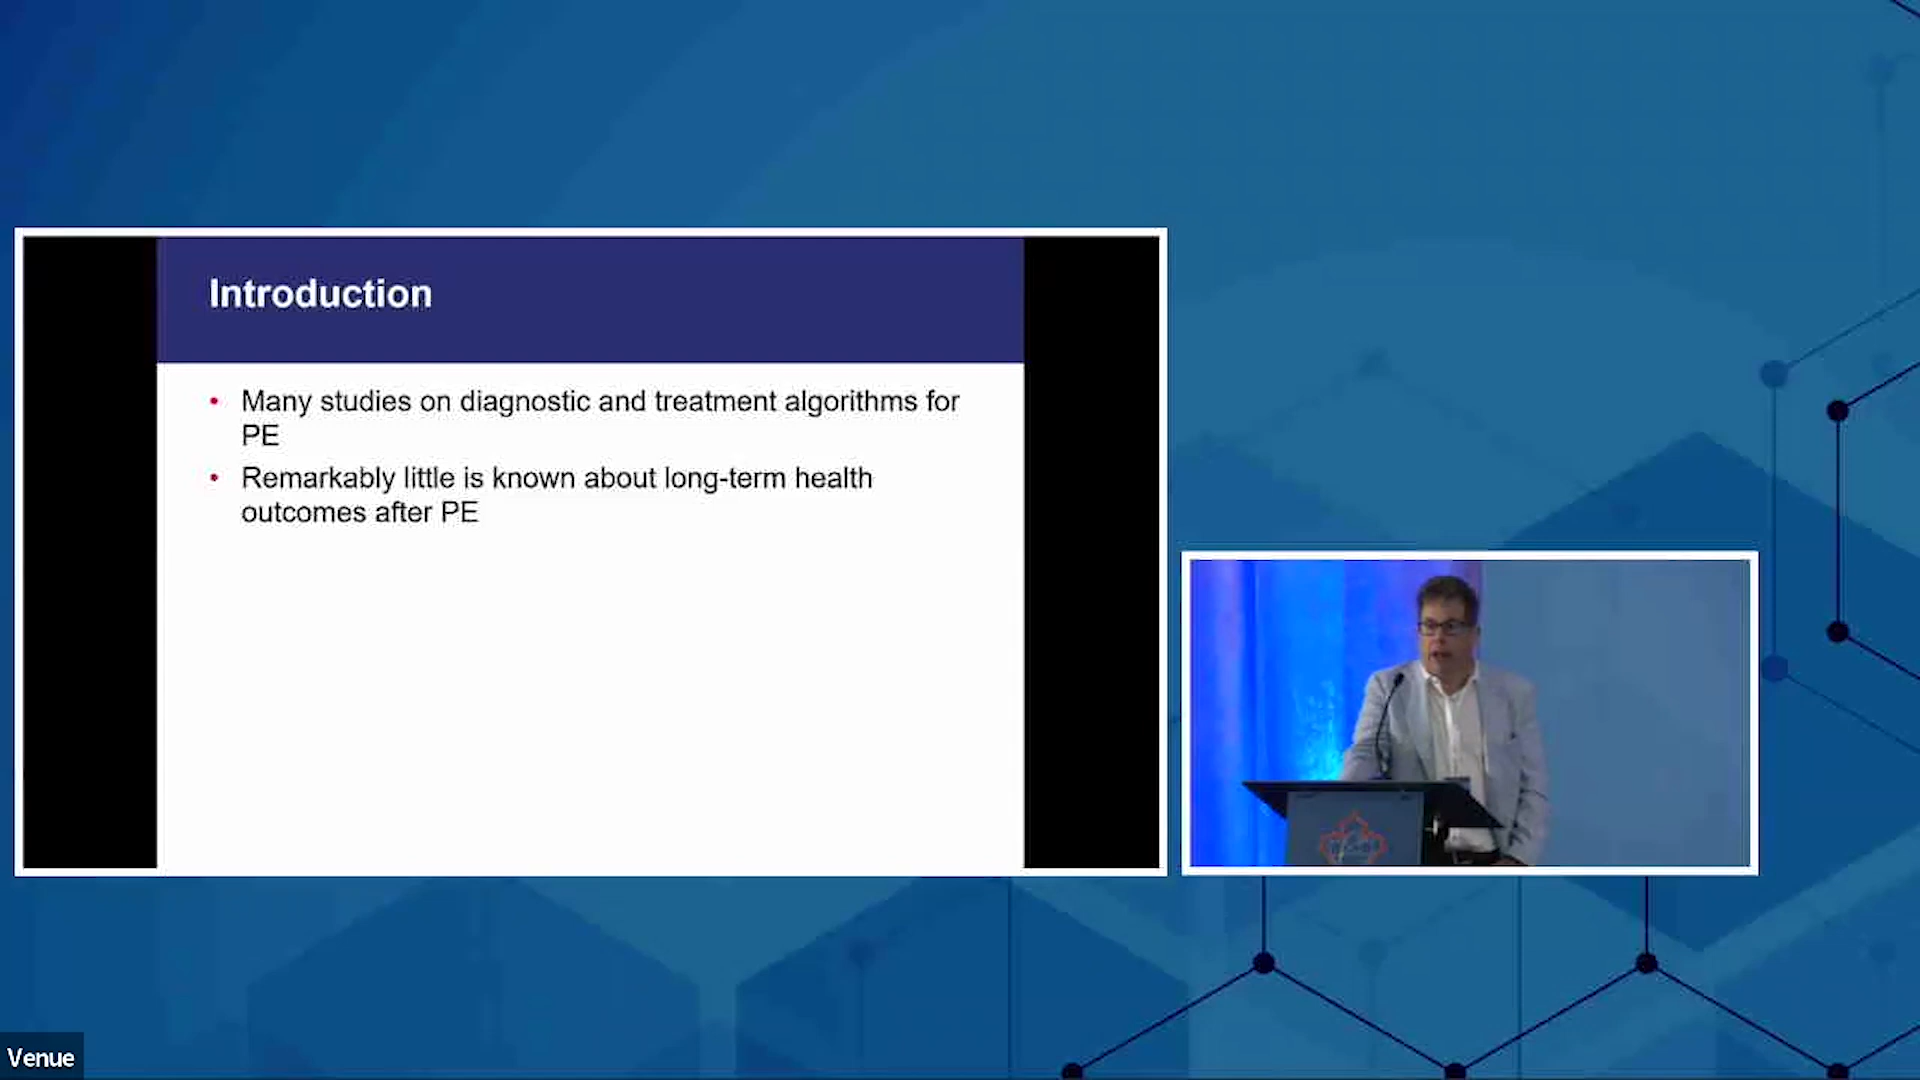 Introduction
• Many studies on diagnostic and treatment algorithms for
PE
• Remarkably little is known about long-term health
outcomes after PE
Venue